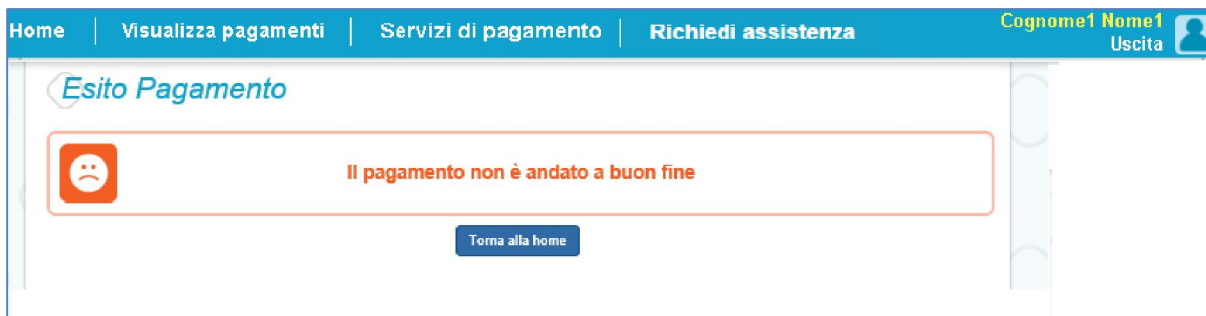 Home Visualizza pagamenti Servizi di pagamento Richiedi assistenza Cognome1 Nome1
Uscita
Esito Pagamento
Il pagamento non è andato a buon fine
Torna alla home